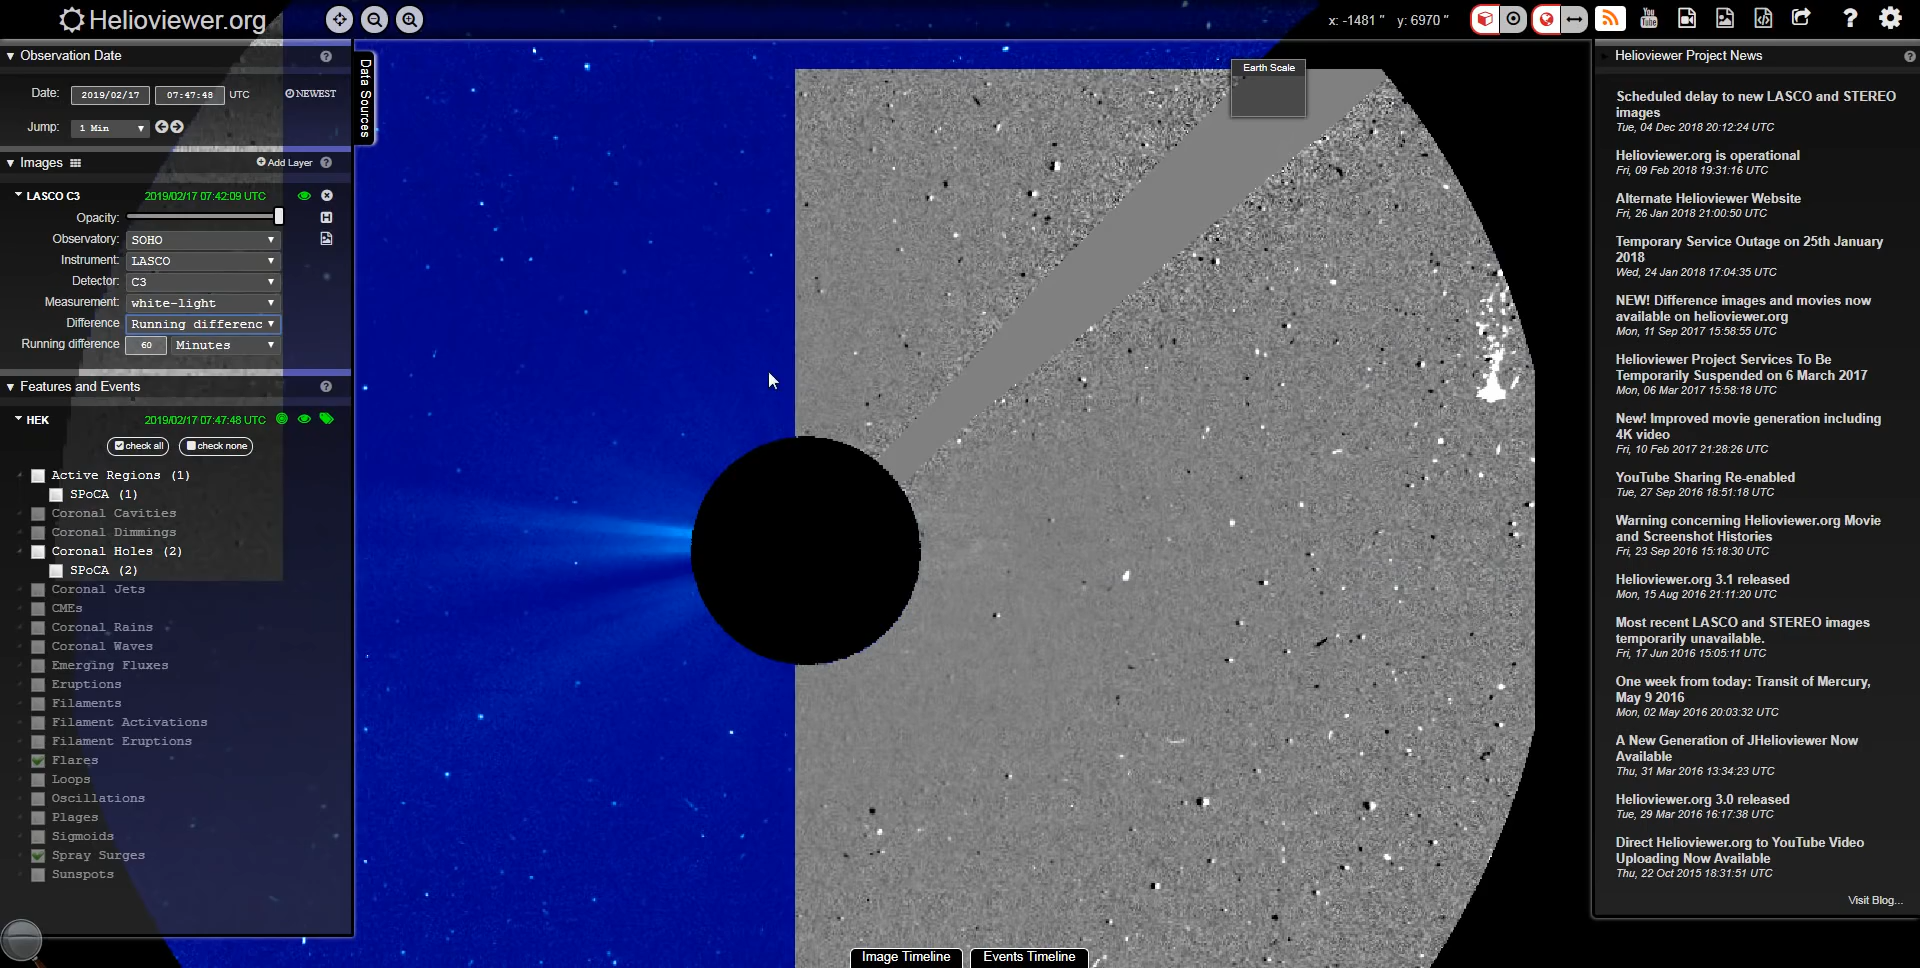 Helioviewer.org
x: -1481 " y: 6970 "
You Tube
?
Observation Date
?
Date: 2019/02/17 07:47:48 UTC NEWEST
Jump: 1 Min
Images Add Layer ?
LASCO C3 2019/02/17 07:42:09 UTC
Opacity:
H
Observatory: SOHO
Instrument: LASCO
Detector: C3
Measurement: white-light
Difference Running differenc
Running difference 60 Minutes
Features and Events ?
HEK 2019/02/17 07:47:48 UTC
check all check none
Active Regions (1)
SPoCA (1)
Coronal Cavities
Coronal Dimmings
Coronal Holes (2)
SPoCA (2)
Coronal Jets
CMEs
Coronal Rains
Coronal Waves
Emerging Fluxes
Eruptions
Filaments
Filament Activations
Filament Eruptions
Flares
Loops
Oscillations
Plages
Sigmoids
Spray Surges
Sunspots
Data Sources
Earth Scale
Image Timeline
Events Timeline
Helioviewer Project News
?
Scheduled delay to new LASCO and STEREO
images
Tue, 04 Dec 2018 20:12:24 UTC
Helioviewer.org is operational
Fri, 09 Feb 2018 19:31:16 UTC
Alternate Helioviewer Website
Fri, 26 Jan 2018 21:00:50 UTC
Temporary Service Outage on 25th January
2018
Wed, 24 Jan 2018 17:04:35 UTC
NEW! Difference images and movies now
available on helioviewer.org
Mon, 11 Sep 2017 15:58:55 UTC
Helioviewer Project Services To Be
Temporarily Suspended on 6 March 2017
Mon, 06 Mar 2017 15:58:18 UTC
New! Improved movie generation including
4K video
Fri, 10 Feb 2017 21:28:26 UTC
YouTube Sharing Re-enabled
Tue, 27 Sep 2016 18:51:18 UTC
Warning concerning Helioviewer.org Movie
and Screenshot Histories
Fri, 23 Sep 2016 15:18:30 UTC
Helioviewer.org 3.1 released
Mon, 15 Aug 2016 21:11:20 UTC
Most recent LASCO and STEREO images
temporarily unavailable.
Fri, 17 Jun 2016 15:05:11 UTC
One week from today: Transit of Mercury,
May 9 2016
Mon, 02 May 2016 20:03:32 UTC
A New Generation of JHelioviewer Now
Available
Thu, 31 Mar 2016 13:34:23 UTC
Helioviewer.org 3.0 released
Tue, 29 Mar 2016 16:17:38 UTC
Direct Helioviewer.org to YouTube Video
Uploading Now Available
Thu, 22 Oct 2015 18:31:51 UTC
Visit Blog...